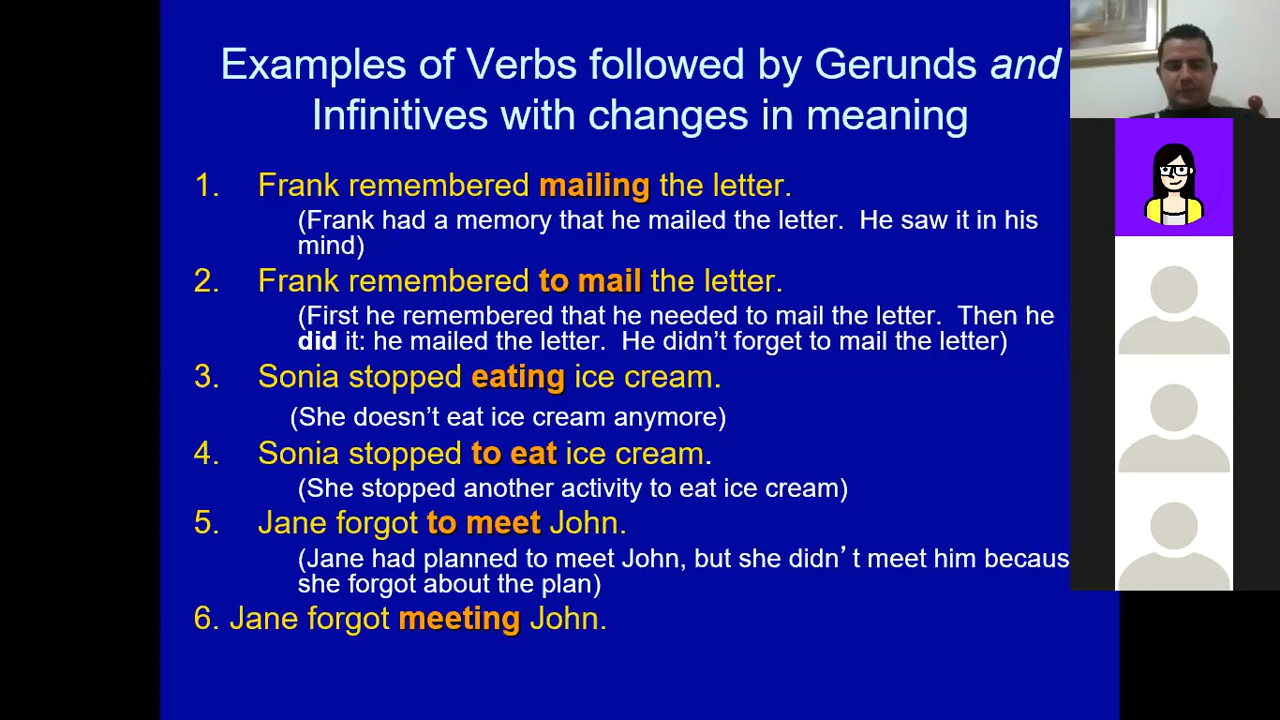 Examples of Verbs followed by Gerunds and
Infinitives with changes in meaning
1. Frank remembered mailing the letter.
(Frank had a memory that he mailed the letter. He saw it in his
mind)
2. Frank remembered to mail the letter.
(First he remembered that he needed to mail the letter. Then he
did it: he mailed the letter. He didn't forget to mail the letter)
3. Sonia stopped eating ice cream.
(She doesn't eat ice cream anymore)
4. Sonia stopped to eat ice cream.
(She stopped another activity to eat ice cream)
5. Jane forgot to meet John.
(Jane had planned to meet John, but she didn’ t meet him becaus
she forgot about the plan)
6. Jane forgot meeting John.